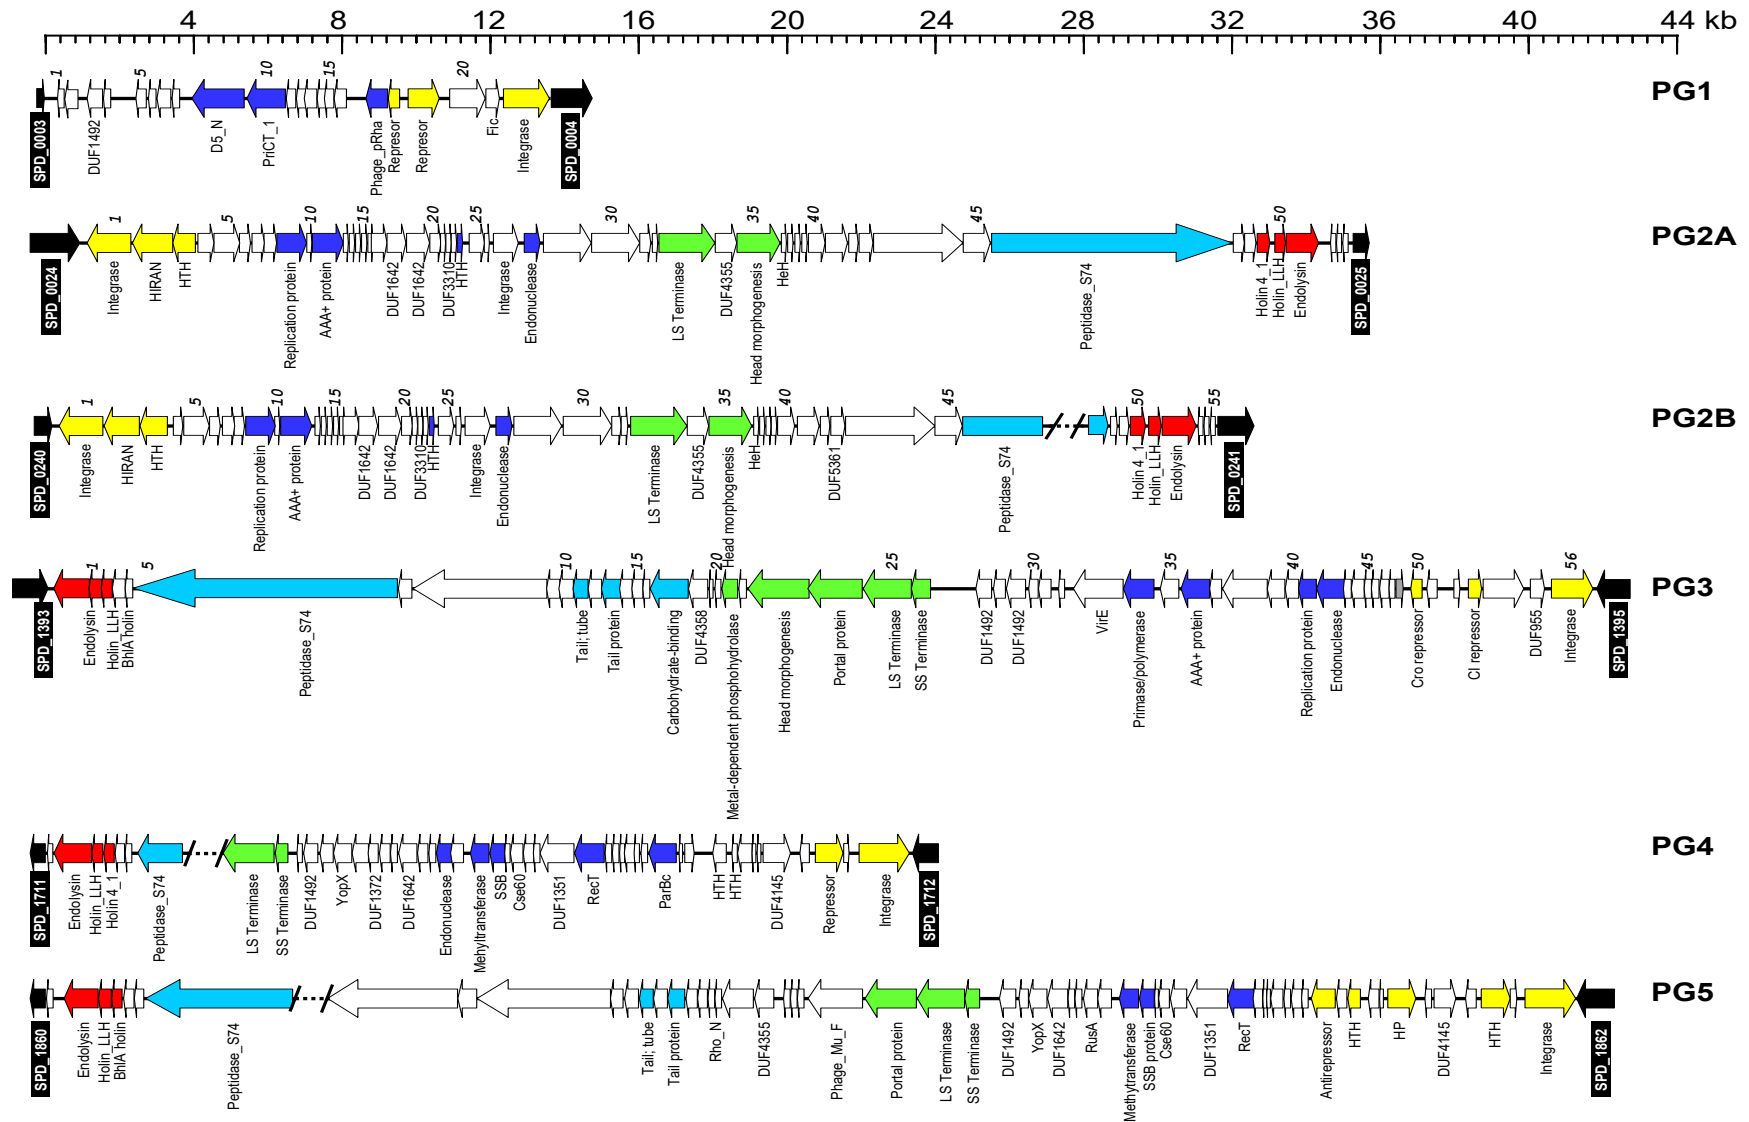 4 8 12 16 20 24 28 32 36 40 44 kb
1 5 10 15 20
PG1
SPD_0003 DUF1492 D5_N PriCT_1 Phage_pRha Represor Represor Fic Integrase SPD_0004
1 5 10 15 20 25 30 35 40 45 50
PG2A
SPD_0024 Integrase HIRAN HTH Replication protein AAA+ protein DUF1642 DUF1642 DUF3310 HTH Integrase Endonuclease LS Terminase DUF4355 Head morphogenesis HeH Peptidase_S74 Holin 4_1 Holin_LLH Endolysin SPD_0025
1 5 10 15 20 25 30 35 40 45 50 55
PG2B
SPD_0240 Integrase HIRAN HTH Replication protein AAA+ protein DUF1642 DUF1642 DUF3310 HTH Integrase Endonuclease LS Terminase DUF4355 Head morphogenesis HeH DUF5361 Peptidase_S74 Holin 4_1 Holin_LLH Endolysin SPD_0241
1 5 10 15 20 25 30 35 40 45 50 56
PG3
SPD_1393 Endolysin Holin_LLH BhlA holin Peptidase_S74 Tail; tube Tail protein Carbohydrate-binding DUF4358 Metal-dependent phosphohydrolase Head morphogenesis Portal protein LS Terminase SS Terminase DUF1492 DUF1492 VirE Primase/polymerase AAA+ protein Replication protein Endonuclease Cro repressor CI repressor DUF955 Integrase SPD_1395
PG4
SPD_1711 Endolysin Holin_LLH Holin 4_1 Peptidase_S74 LS Terminase SS Terminase DUF1492 YopX DUF1372 DUF1642 Endonuclease Mehyltransferase SSB Cse60 DUF1351 RecT ParBc HTH HTH DUF4145 Repressor Integrase SPD_1712
PG5
SPD_1860 Endolysin Holin_LLH BhlA_holin Peptidase_S74 Tail; tube Tail protein Rho_N DUF4355 Phage_Mu_F Portal protein LS Terminase SS Terminase DUF1492 YopX DUF1642 RusA Methytransferase SSB protein Cse60 DUF1351 RecT Antirepressor HTH HP DUF4145 HTH Integrase SPD_1862